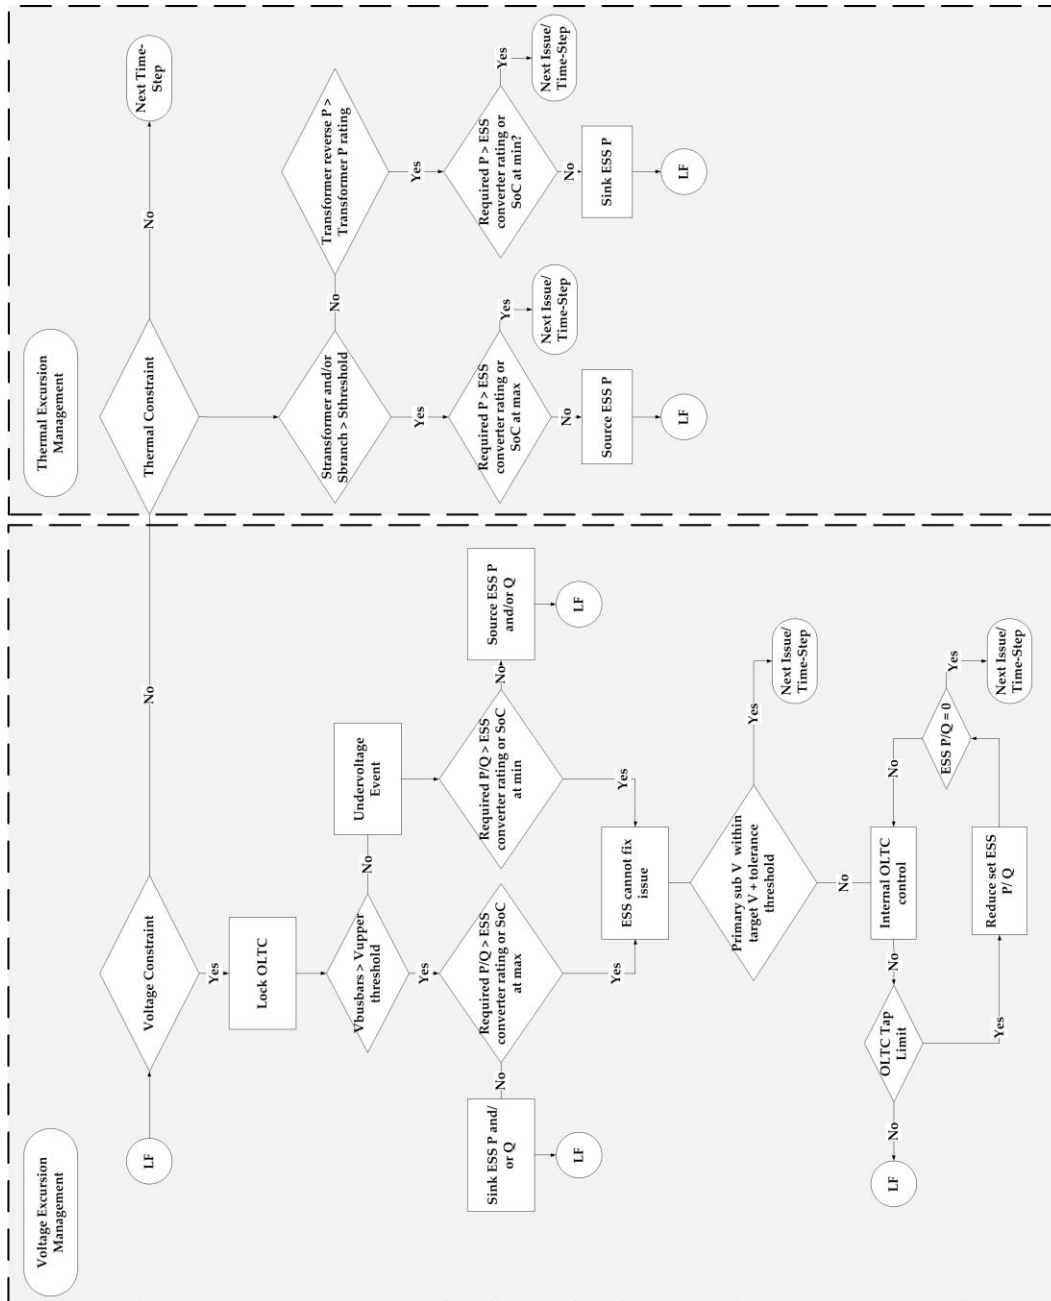 Voltage Excursion
Management
LF
Voltage Constraint
No
Yes
Lock OLTC
Vbusbars > Vupper
threshold
No
Undervoltage
Event
Yes
Required P/Q > ESS
converter rating or SoC
at max
No
Sink ESS P and/
or Q
LF
Required P/Q > ESS
converter rating or SoC
at min
No
Source ESS P
and/or Q
LF
Yes
Yes
ESS cannot fix
issue
Primary sub V within
target V + tolerance
threshold
Yes
Next Issue/
Time-Step
No
Internal OLTC
control
No
OLTC Tap
Limit
No
LF
Yes
Reduce set ESS
P/ Q
ESS P/Q = 0
No
Yes
Next Issue/
Time-Step
Thermal Excursion
Management
Thermal Constraint
No
Next Time-
Step
Stransformer and/or
Sbranch > Sthreshold
No
Transformer reverse P >
Transformer P rating
Yes
Required P > ESS
converter rating or
SoC at max
Yes
Next Issue/
Time-Step
No
Source ESS P
LF
Yes
Required P > ESS
converter rating or
SoC at min?
Yes
Next Issue/
Time-Step
No
Sink ESS P
LF